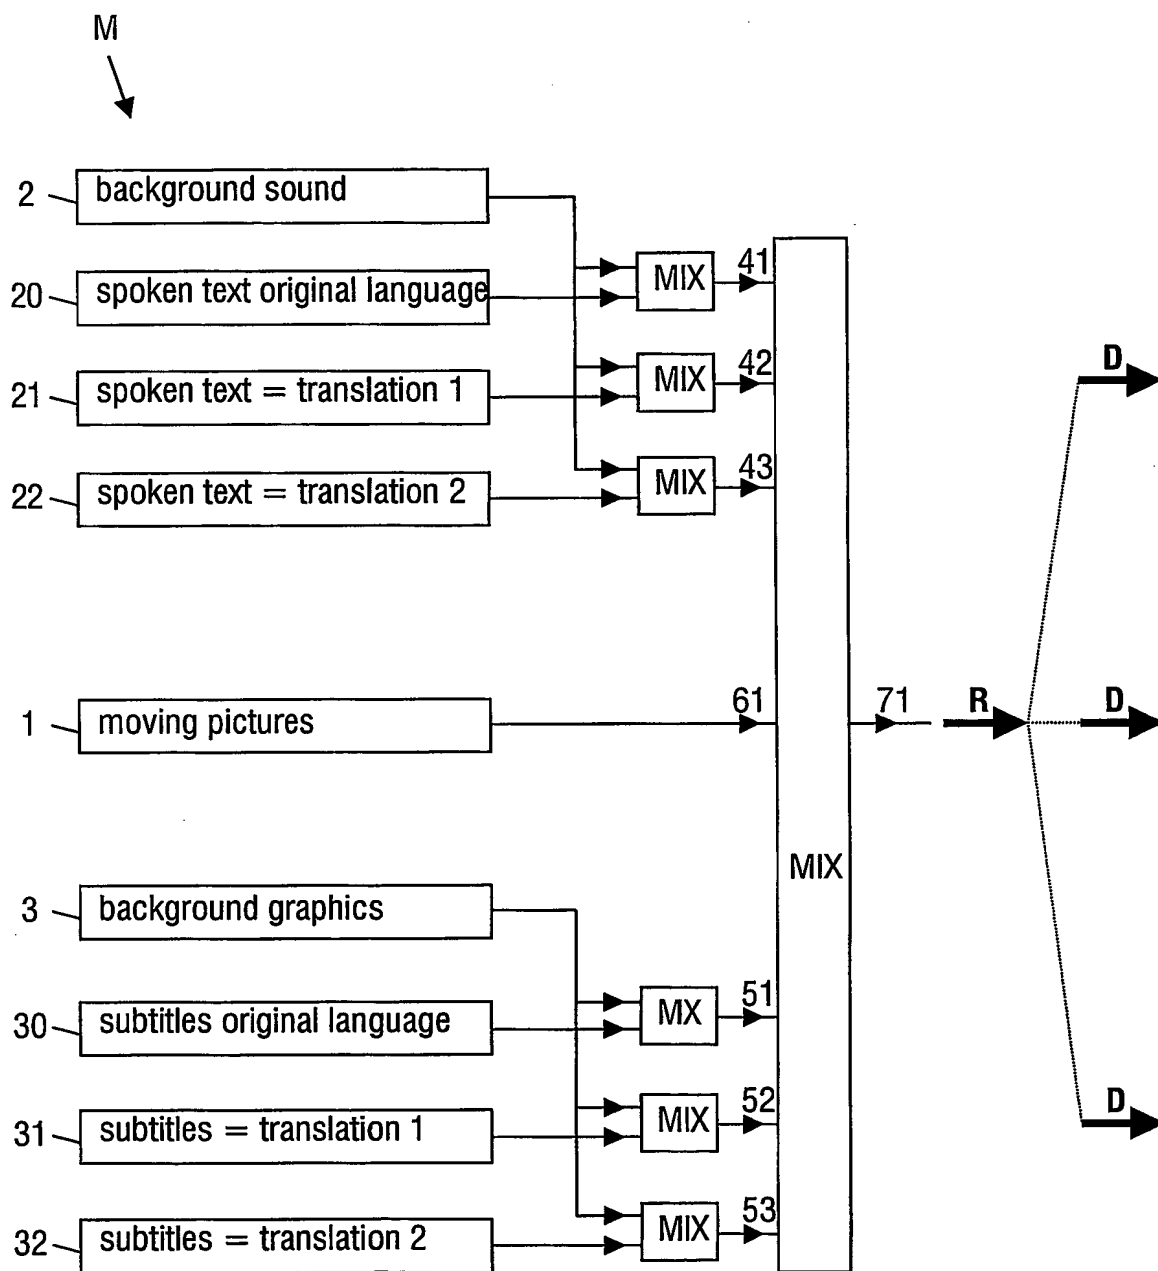 M
2 background sound
20 spoken text original language
MIX 41
21 spoken text = translation 1
MIX 42
D
22 spoken text = translation 2
MIX 43
1 moving pictures
61
71
R
D
MIX
3 background graphics
30 subtitles original language
MX 51
31 subtitles = translation 1
MIX 52
D
32 subtitles = translation 2
MIX 53